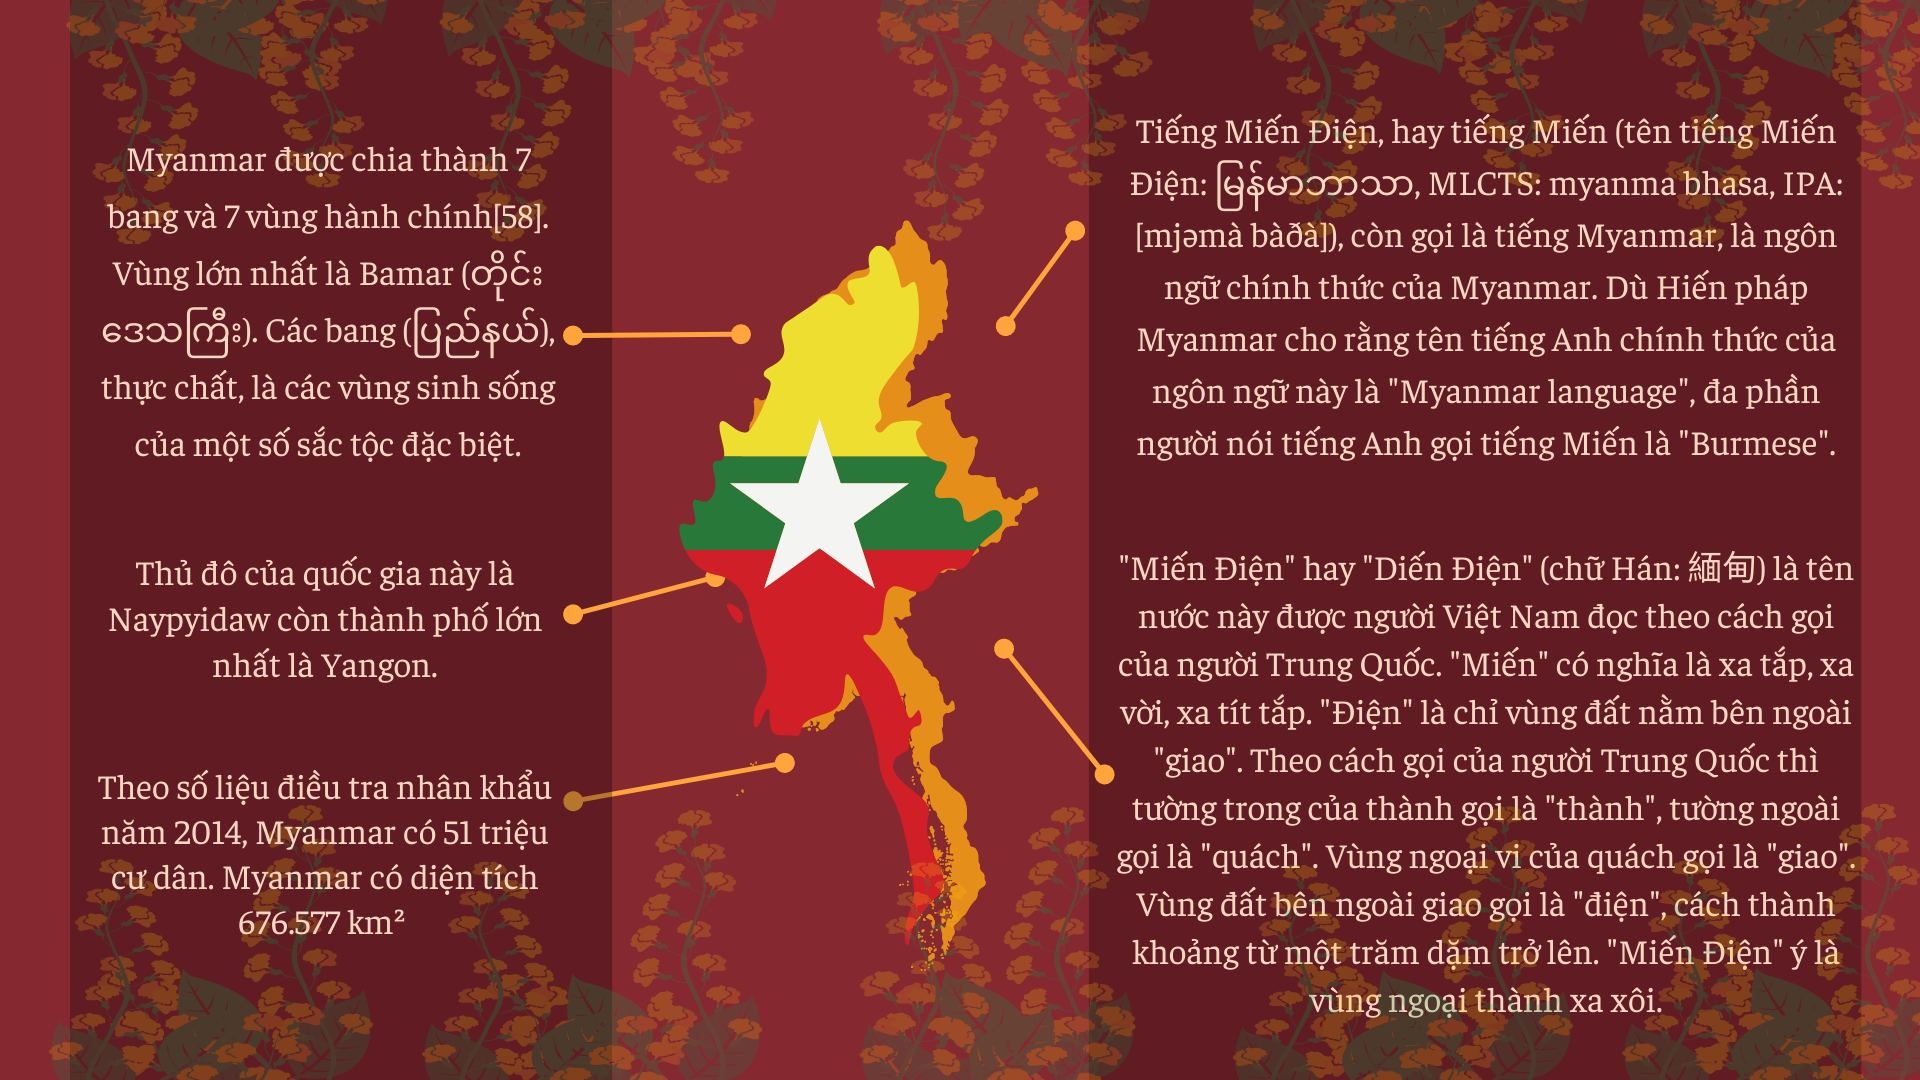 Myanmar được chia thành 7
bang và 7 vùng hành chính[58].
Vùng lớn nhất là Bamar (တိုင်း
ဒေသကြီး). Các bang (ပြည်နယ်),
thực chất, là các vùng sinh sống
của một số sắc tộc đặc biệt.
Thủ đô của quốc gia này là
Naypyidaw còn thành phố lớn
nhất là Yangon.
Theo số liệu điều tra nhân khẩu
năm 2014, Myanmar có 51 triệu
cư dân. Myanmar có diện tích
676.577 km²
Tiếng Miến Điện, hay tiếng Miến (tên tiếng Miến
Điện: မြန်မာဘာသာ, MLCTS: myanma bhasa, IPA:
[mjəmà bàðà]), còn gọi là tiếng Myanmar, là ngôn
ngữ chính thức của Myanmar. Dù Hiến pháp
Myanmar cho rằng tên tiếng Anh chính thức của
ngôn ngữ này là "Myanmar language", đa phần
người nói tiếng Anh gọi tiếng Miến là "Burmese".
"Miến Điện" hay "Diến Điện" (chữ Hán: 緬甸) là tên
nước này được người Việt Nam đọc theo cách gọi
của người Trung Quốc. "Miến" có nghĩa là xa tắp, xa
vời, xa tít tắp. "Điện" là chỉ vùng đất nằm bên ngoài
"giao". Theo cách gọi của người Trung Quốc thì
tường trong của thành gọi là "thành", tường ngoài
gọi là "quách". Vùng ngoại vi của quách gọi là "giao".
Vùng đất bên ngoài giao gọi là "điện", cách thành
khoảng từ một trăm dặm trở lên. "Miến Điện" ý là
vùng ngoại thành xa xôi.